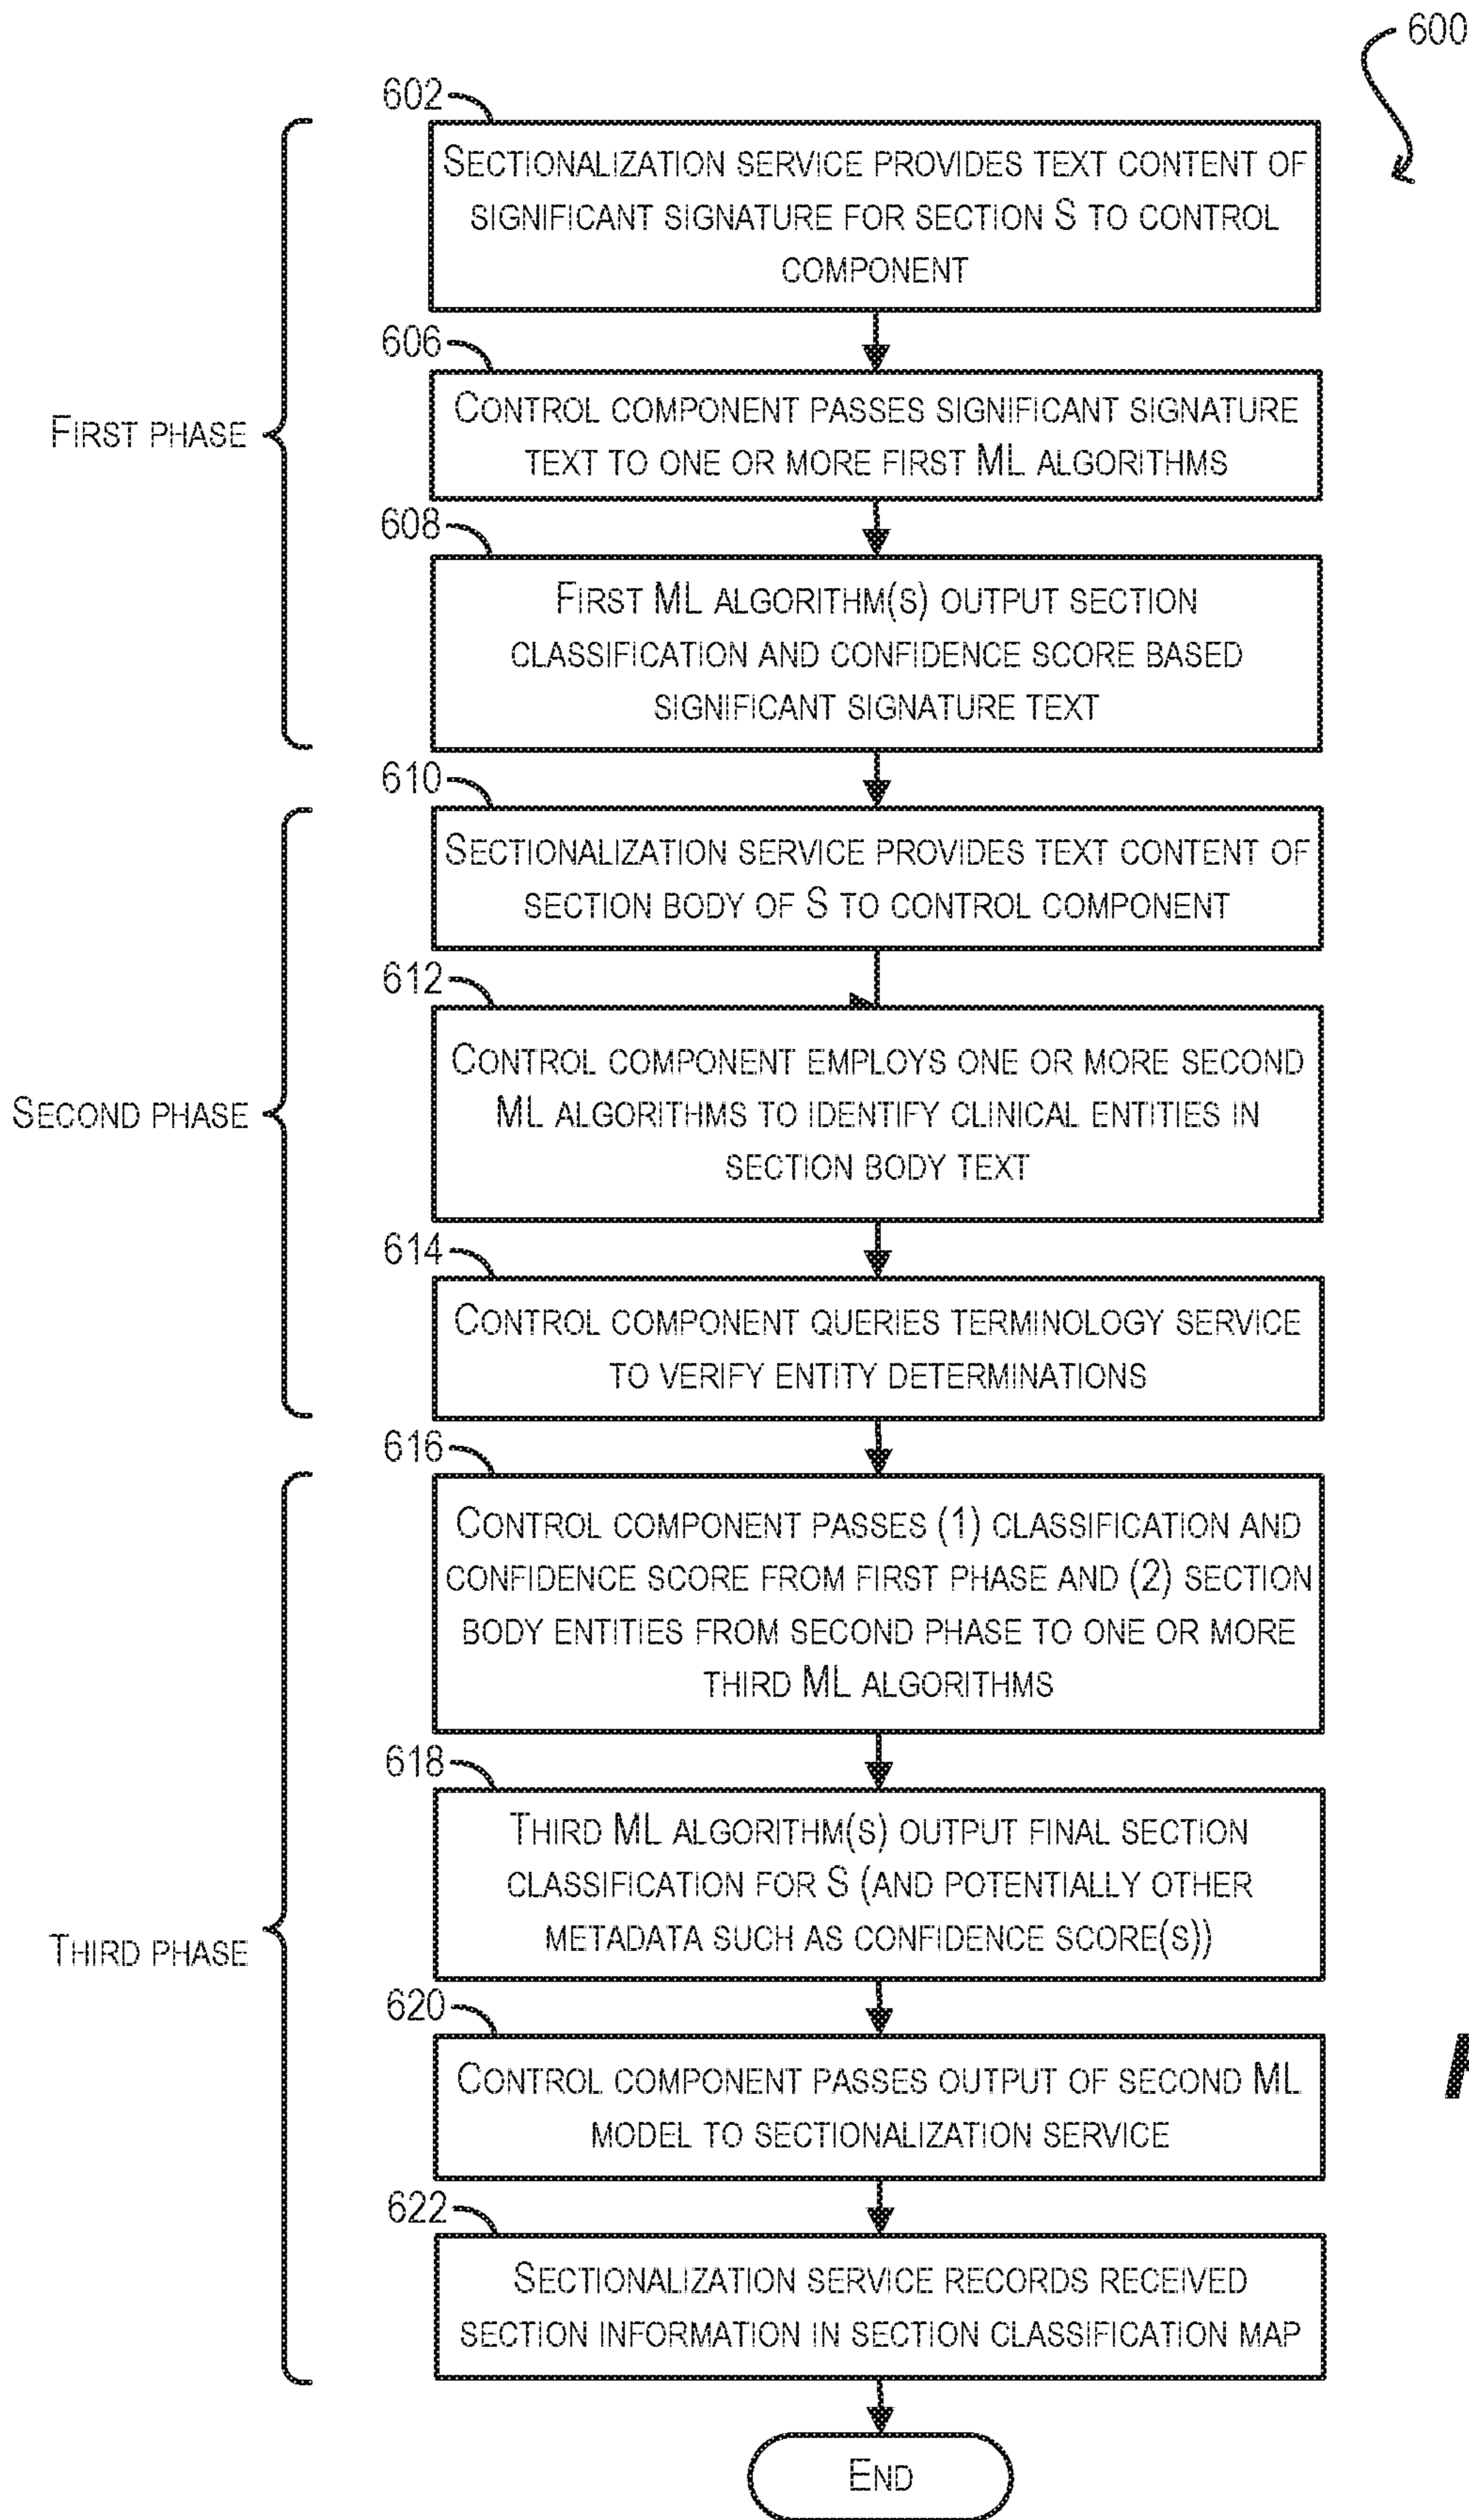 600
602
SECTIONALIZATION SERVICE PROVIDES TEXT CONTENT OF
SIGNIFICANT SIGNATURE FOR SECTION S TO CONTROL
COMPONENT
606
CONTROL COMPONENT PASSES SIGNIFICANT SIGNATURE
TEXT TO ONE OR MORE FIRST ML ALGORITHMS
FIRST PHASE
608
FIRST ML ALGORITHM(S) OUTPUT SECTION
CLASSIFICATION AND CONFIDENCE SCORE BASED
SIGNIFICANT SIGNATURE TEXT
610
SECTIONALIZATION SERVICE PROVIDES TEXT CONTENT OF
SECTION BODY OF S TO CONTROL COMPONENT
612
CONTROL COMPONENT EMPLOYS ONE OR MORE SECOND
ML ALGORITHMS TO IDENTIFY CLINICAL ENTITIES IN
SECTION BODY TEXT
SECOND PHASE
614
CONTROL COMPONENT QUERIES TERMINOLOGY SERVICE
TO VERIFY ENTITY DETERMINATIONS
616
CONTROL COMPONENT PASSES (1) CLASSIFICATION AND
CONFIDENCE SCORE FROM FIRST PHASE AND (2) SECTION
BODY ENTITIES FROM SECOND PHASE TO ONE OR MORE
THIRD ML ALGORITHMS
618
THIRD ML ALGORITHM(S) OUTPUT FINAL SECTION
CLASSIFICATION FOR S (AND POTENTIALLY OTHER
METADATA SUCH AS CONFIDENCE SCORE(S))
THIRD PHASE
620
CONTROL COMPONENT PASSES OUTPUT OF SECOND ML
MODEL TO SECTIONALIZATION SERVICE
622
SECTIONALIZATION SERVICE RECORDS RECEIVED
SECTION INFORMATION IN SECTION CLASSIFICATION MAP
END